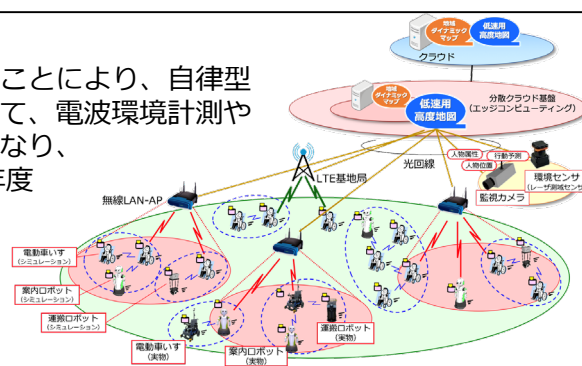 ことにより、自律型
て、電波環境計測や
なり、
年度
地域
ダイナミック
マップ
低速用
高度地図
クラウド
地域
ダイナミック
マップ
低速用
高度地図
分散クラウド基盤
(エッジコンピューティング)
人物属性
行動予測
人物位置
光回線
環境センサ
(レーザ測域センサ)
監視カメラ
LTE基地局
無線LAN-AP
電動車いす
(シミュレーション)
案内ロボット
(シミュレーション)
運搬ロボット
(シミュレーション)
電動車いす
(実物)
案内ロボット
(実物)
運搬ロボット
(実物)